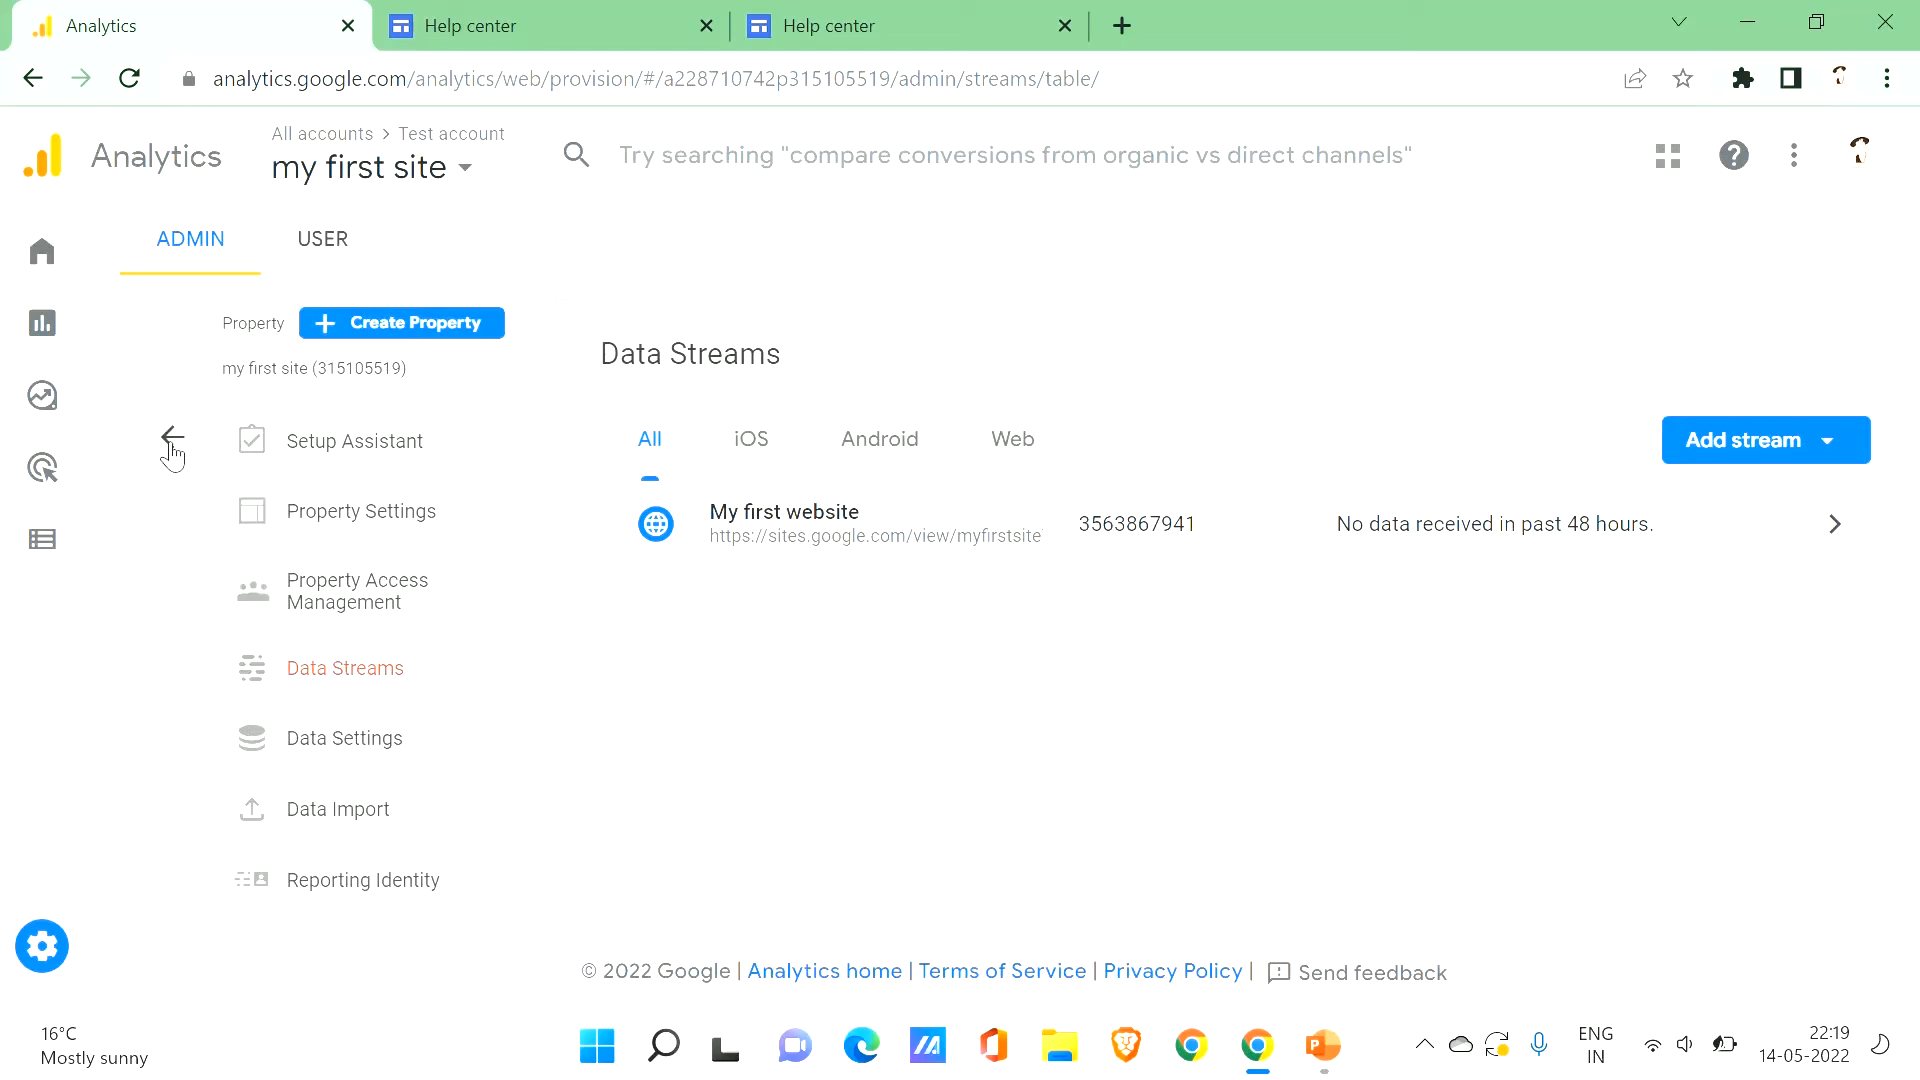 Analytics
Help center
Help center
analytics.google.com/analytics/web/provision/#/a228710742p315105519/admin/streams/table/
Analytics
All accounts > Test account
my first site
Try searching "compare conversions from organic vs direct channels"
ADMIN
USER
Property
Create Property
my first site (315105519)
Setup Assistant
Property Settings
Property Access
Management
Data Streams
Data Settings
Data Import
Reporting Identity
Data Streams
All
iOS
Android
Web
Add stream
My first website
https://sites.google.com/view/myfirstsite
3563867941
No data received in past 48 hours.
© 2022 Google | Analytics home | Terms of Service | Privacy Policy | Send feedback
16°C
Mostly sunny
ENG
IN
22:19
14-05-2022